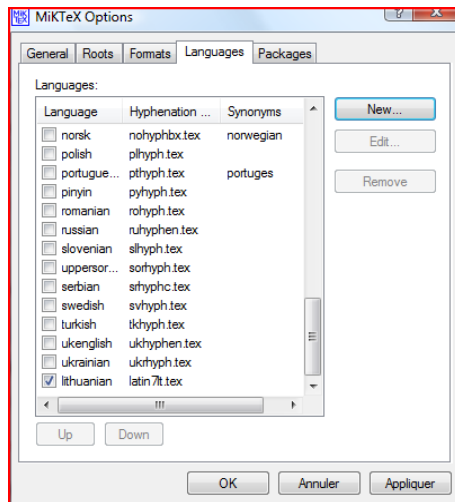 MiKTeX Options
General Roots Formats Languages Packages
Languages:
Language Hyphenation ... Synonyms
norsk nohyphbx.tex norwegian
polish plhyph.tex
portugue... pthyph.tex portuges
pinyin pyhyph.tex
romanian rohyph.tex
russian ruhyphen.tex
slovenian slhyph.tex
uppersor... sorhyph.tex
serbian srhyphc.tex
swedish svhyph.tex
turkish tkhyph.tex
ukenglish ukhyphen.tex
ukrainian ukrhyph.tex
lithuanian latin7lt.tex
New...
Edit...
Remove
Up Down
OK Annuler Appliquer